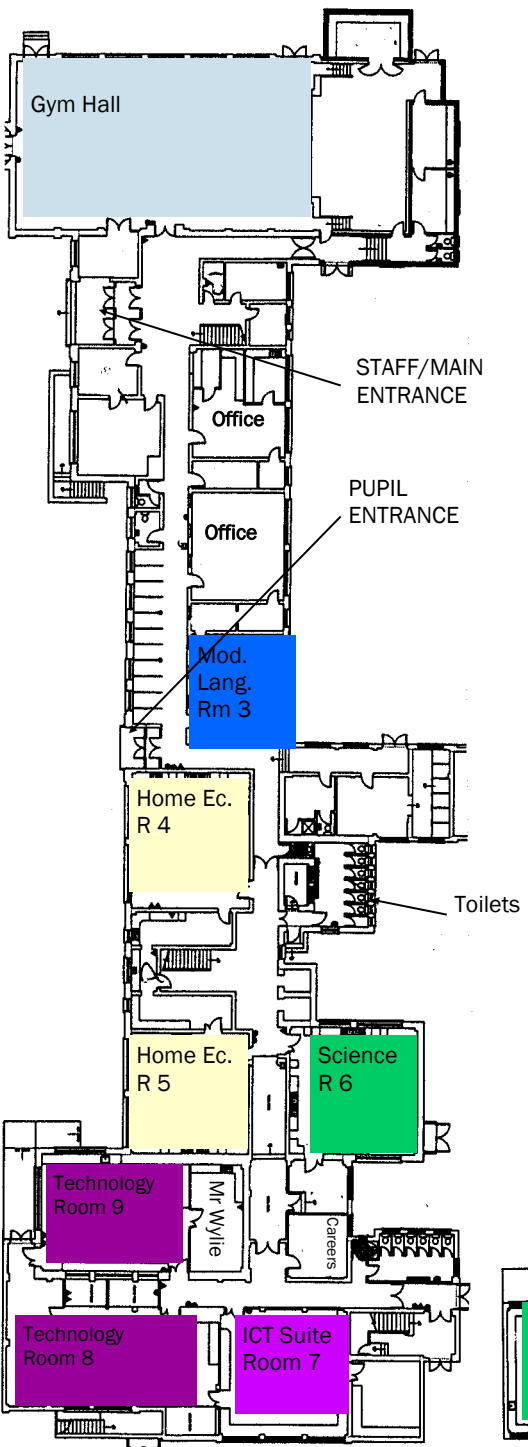 Gym Hall
STAFF/MAIN
ENTRANCE
Office
PUPIL
ENTRANCE
Office
Mod.
Lang.
Rm 3
Home Ec.
R 4
Toilets
Home Ec.
R 5
Science
R 6
Technology
Room 9
Mr Wylie
Careers
Technology
Room 8
ICT Suite
Room 7